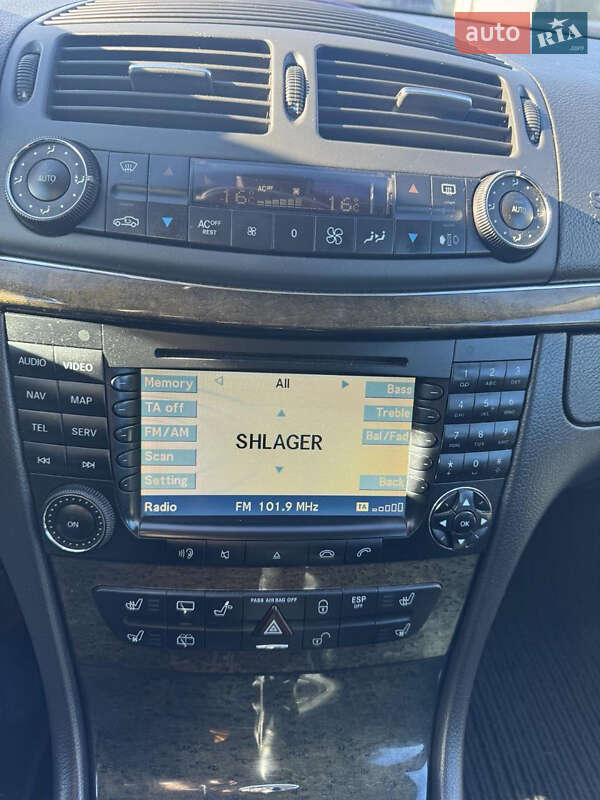 auto RIA .com
AUTO
AC OFF
16
16
AUTO
AC OFF
REST
0
AUDIO VIDEO
NAV MAP
TEL SERV
ON
Memory All Bass
TA off Treble
FM/AM Bal/Fad
SHLAGER
Scan
Setting Back
Radio FM 101.9 MHz TA
1 2 ABC 3 DEF
4 GHI 5 JKL 6 MNO
7 PQRS 8 TUV 9 WXYZ
* 0 #
OK
PASS AIR BAG OFF
ESP
OFF